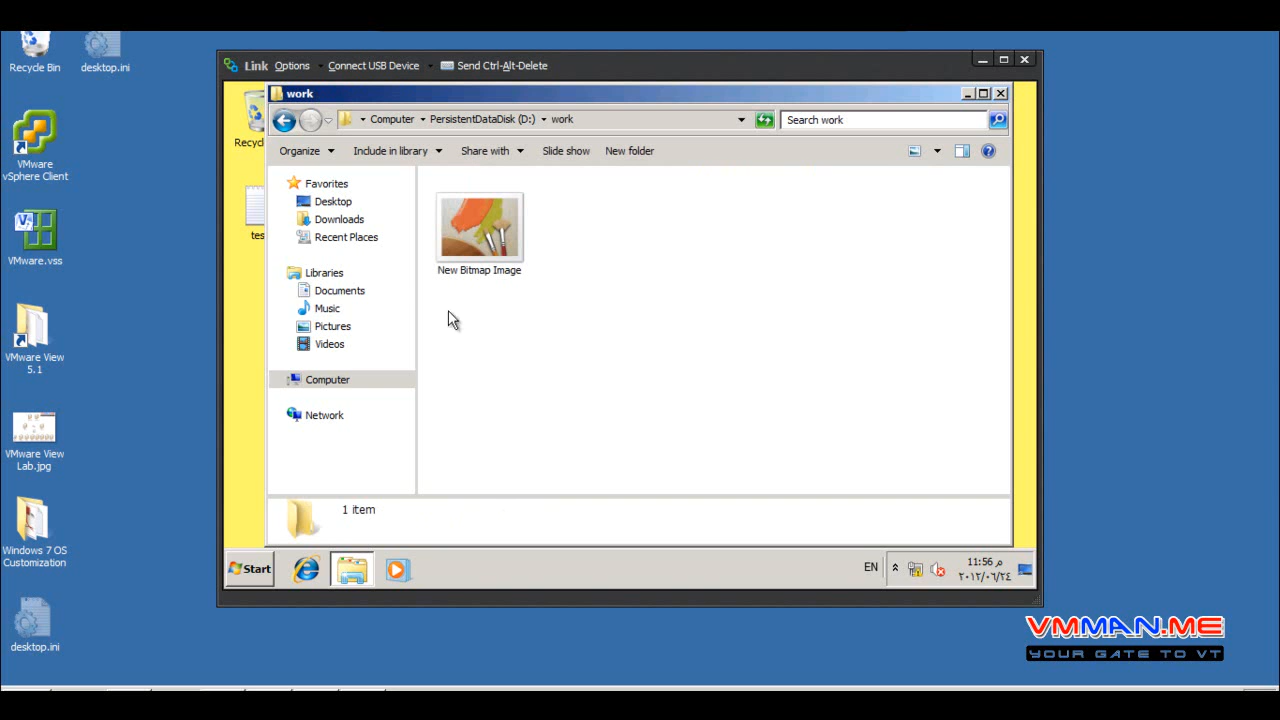 Recycle Bin
desktop.ini
VMware
vSphere Client
VMware.vss
VMware View
5.1
VMware View
Lab.jpg
Windows 7 OS
Customization
desktop.ini
Link Options Connect USB Device Send Ctrl-Alt-Delete
Recycl
tes
work
Computer PersistentDataDisk (D:) work
Search work
Organize Include in library Share with Slide show New folder
Favorites
Desktop
Downloads
Recent Places
Libraries
Documents
Music
Pictures
Videos
Computer
Network
New Bitmap Image
1 item
Start
EN
11:56 م
٢٠١٢/٠٦/٢٤
VMMAN.ME
YOUR GATE TO VT